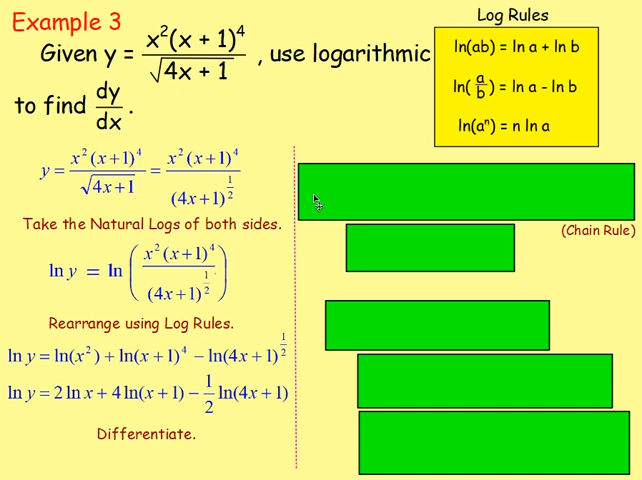 Example 3
Given y = x²(x + 1)⁴ / √(4x + 1) , use logarithmic
to find dy/dx .
Log Rules
ln(ab) = ln a + ln b
ln(a/b) = ln a - ln b
ln(aⁿ) = n ln a
y = x²(x+1)⁴ / √(4x+1) = x²(x+1)⁴ / (4x+1)^(1/2)
Take the Natural Logs of both sides.
ln y = ln( x²(x+1)⁴ / (4x+1)^(1/2) )
Rearrange using Log Rules.
ln y = ln(x²) + ln(x+1)⁴ − ln(4x+1)^(1/2)
ln y = 2 ln x + 4 ln(x+1) − 1/2 ln(4x+1)
Differentiate.
(Chain Rule)